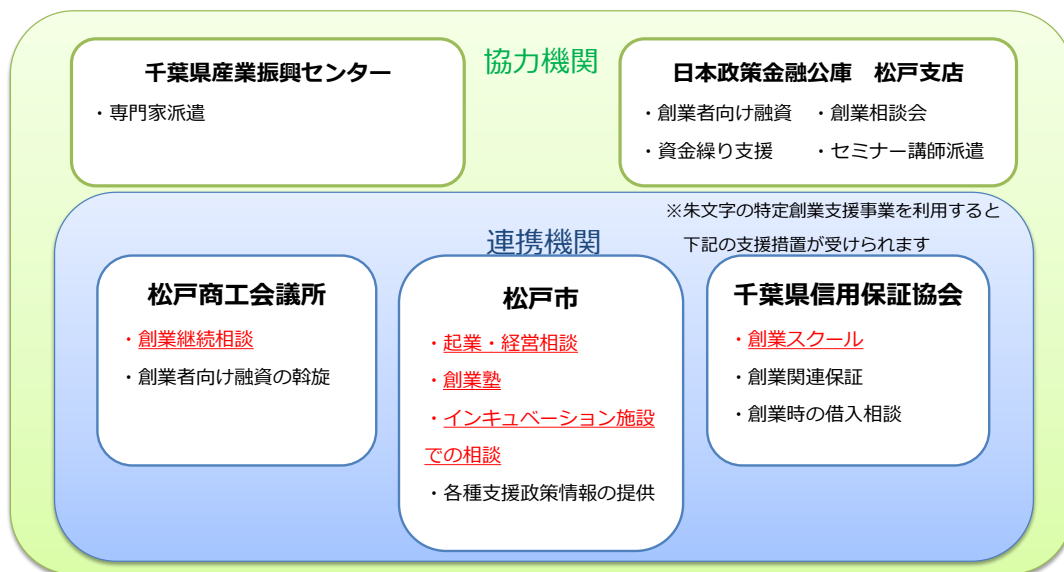 協力機関
千葉県産業振興センター
・専門家派遣
日本政策金融公庫　松戸支店
・創業者向け融資　・創業相談会
・資金繰り支援　・セミナー講師派遣
※朱文字の特定創業支援事業を利用すると
下記の支援措置が受けられます
連携機関
松戸商工会議所
・創業継続相談
・創業者向け融資の斡旋
松戸市
・起業・経営相談
・創業塾
・インキュベーション施設
での相談
・各種支援政策情報の提供
千葉県信用保証協会
・創業スクール
・創業関連保証
・創業時の借入相談